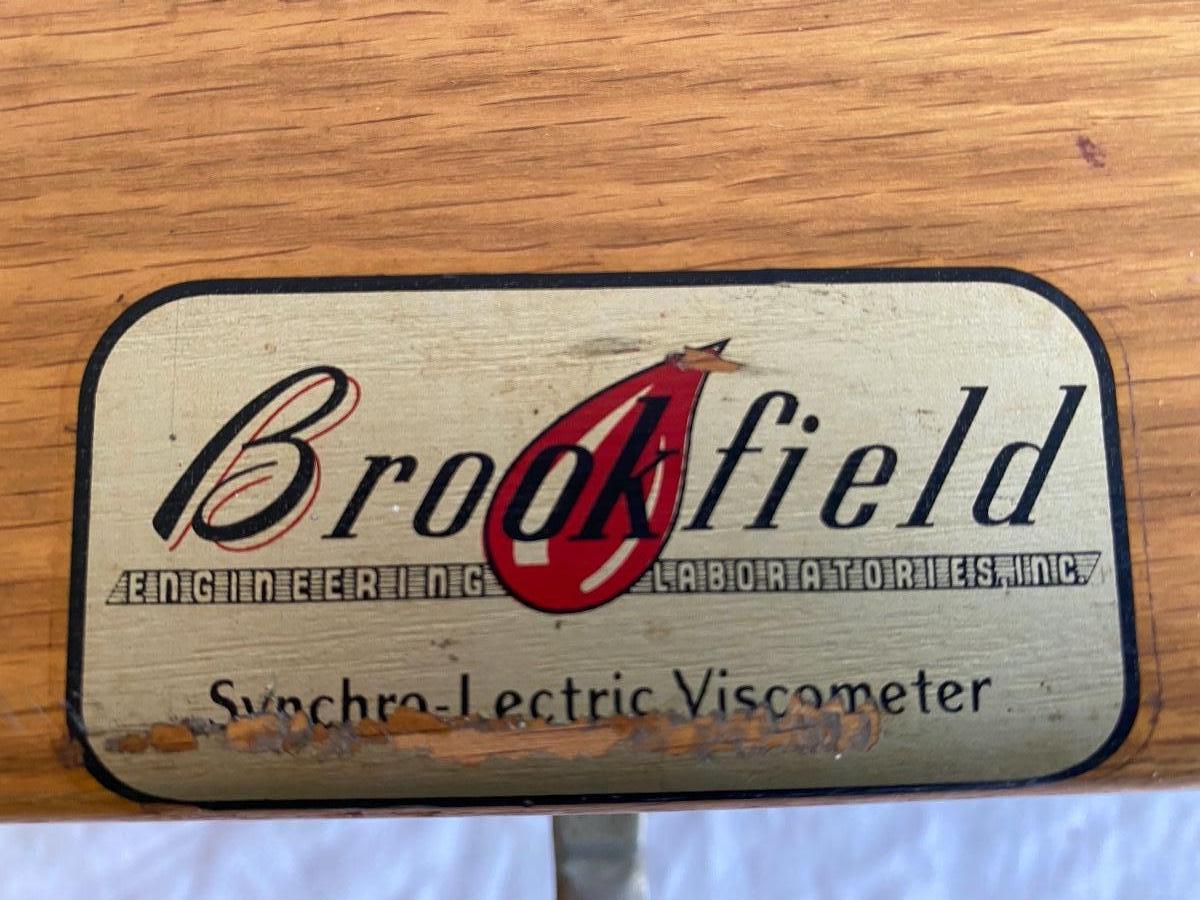 Brookfield
ENGINEERING LABORATORIES, INC.
Synchro-Lectric Viscometer